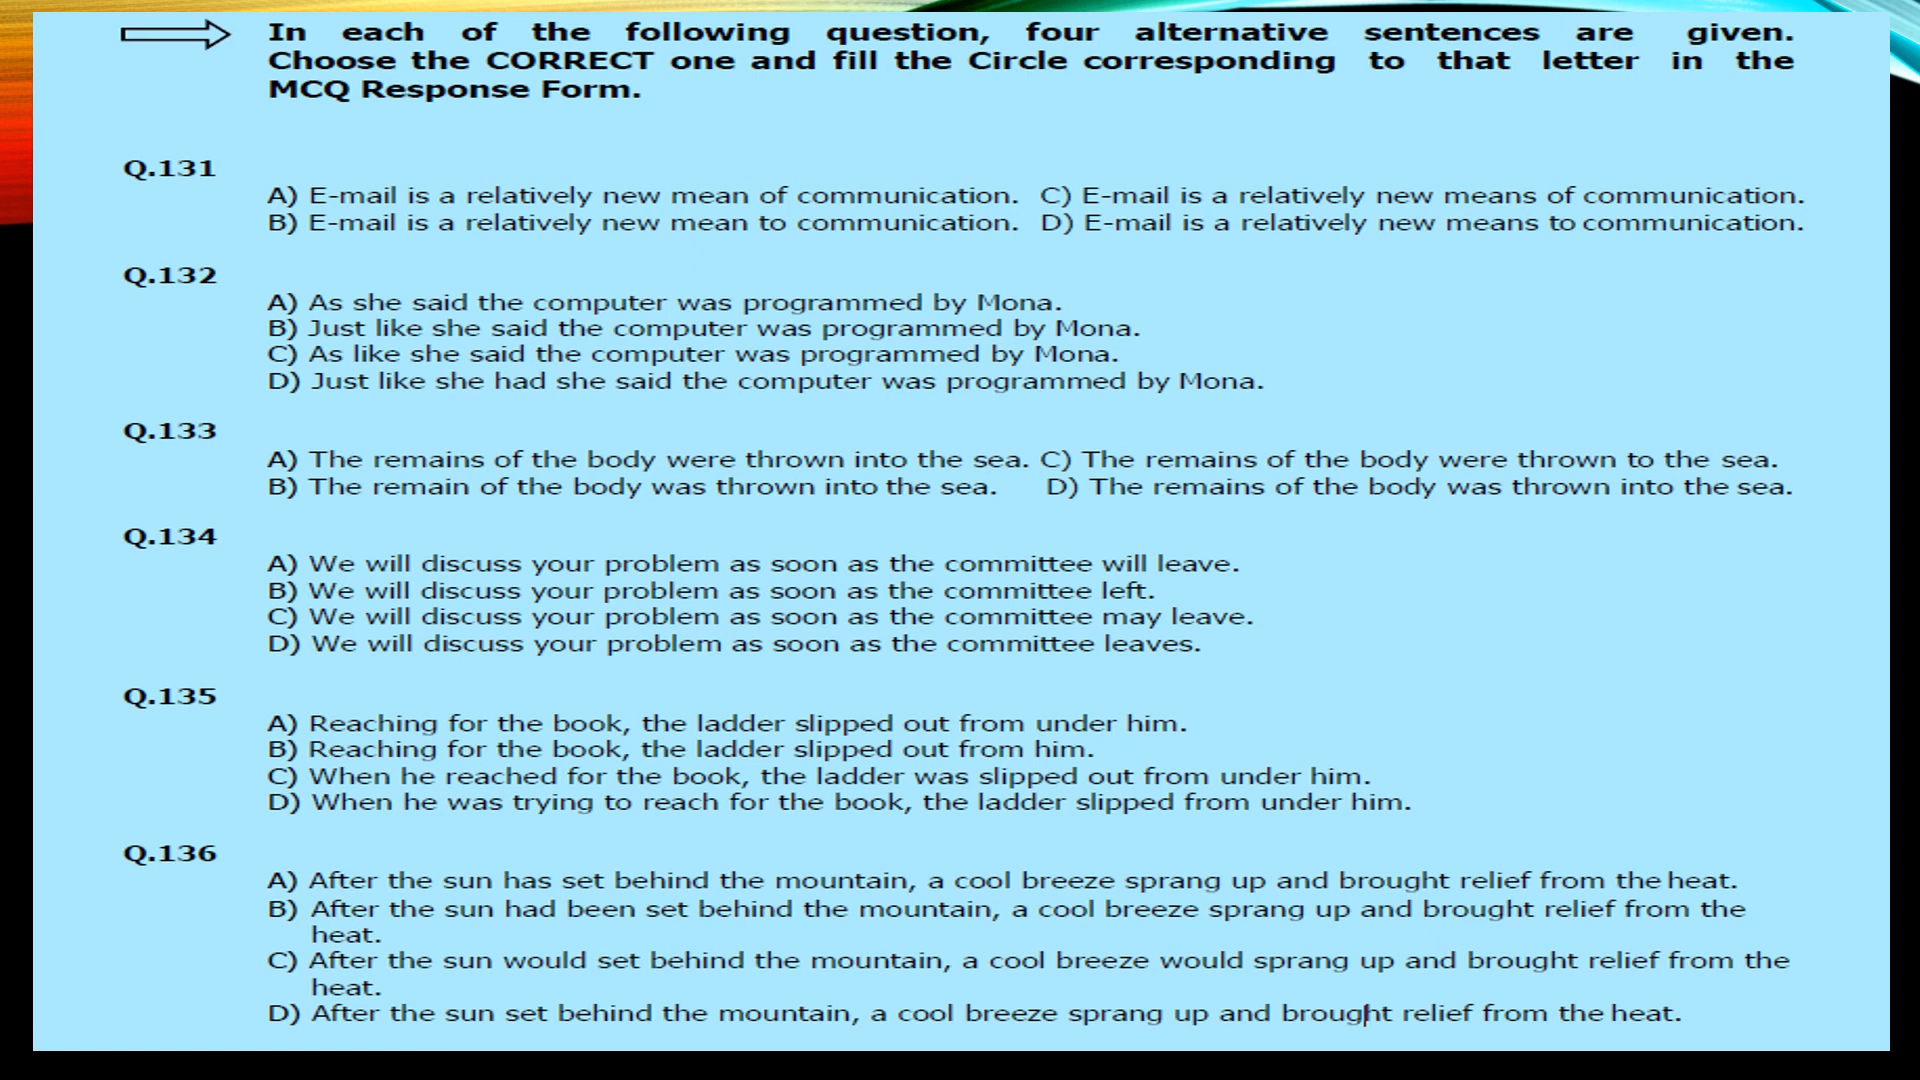 In each of the following question, four alternative sentences are given.
Choose the CORRECT one and fill the Circle corresponding to that letter in the
MCQ Response Form.
Q.131
A) E-mail is a relatively new mean of communication. C) E-mail is a relatively new means of communication.
B) E-mail is a relatively new mean to communication. D) E-mail is a relatively new means to communication.
Q.132
A) As she said the computer was programmed by Mona.
B) Just like she said the computer was programmed by Mona.
C) As like she said the computer was programmed by Mona.
D) Just like she had she said the computer was programmed by Mona.
Q.133
A) The remains of the body were thrown into the sea. C) The remains of the body were thrown to the sea.
B) The remain of the body was thrown into the sea. D) The remains of the body was thrown into the sea.
Q.134
A) We will discuss your problem as soon as the committee will leave.
B) We will discuss your problem as soon as the committee left.
C) We will discuss your problem as soon as the committee may leave.
D) We will discuss your problem as soon as the committee leaves.
Q.135
A) Reaching for the book, the ladder slipped out from under him.
B) Reaching for the book, the ladder slipped out from him.
C) When he reached for the book, the ladder was slipped out from under him.
D) When he was trying to reach for the book, the ladder slipped from under him.
Q.136
A) After the sun has set behind the mountain, a cool breeze sprang up and brought relief from the heat.
B) After the sun had been set behind the mountain, a cool breeze sprang up and brought relief from the
heat.
C) After the sun would set behind the mountain, a cool breeze would sprang up and brought relief from the
heat.
D) After the sun set behind the mountain, a cool breeze sprang up and brought relief from the heat.